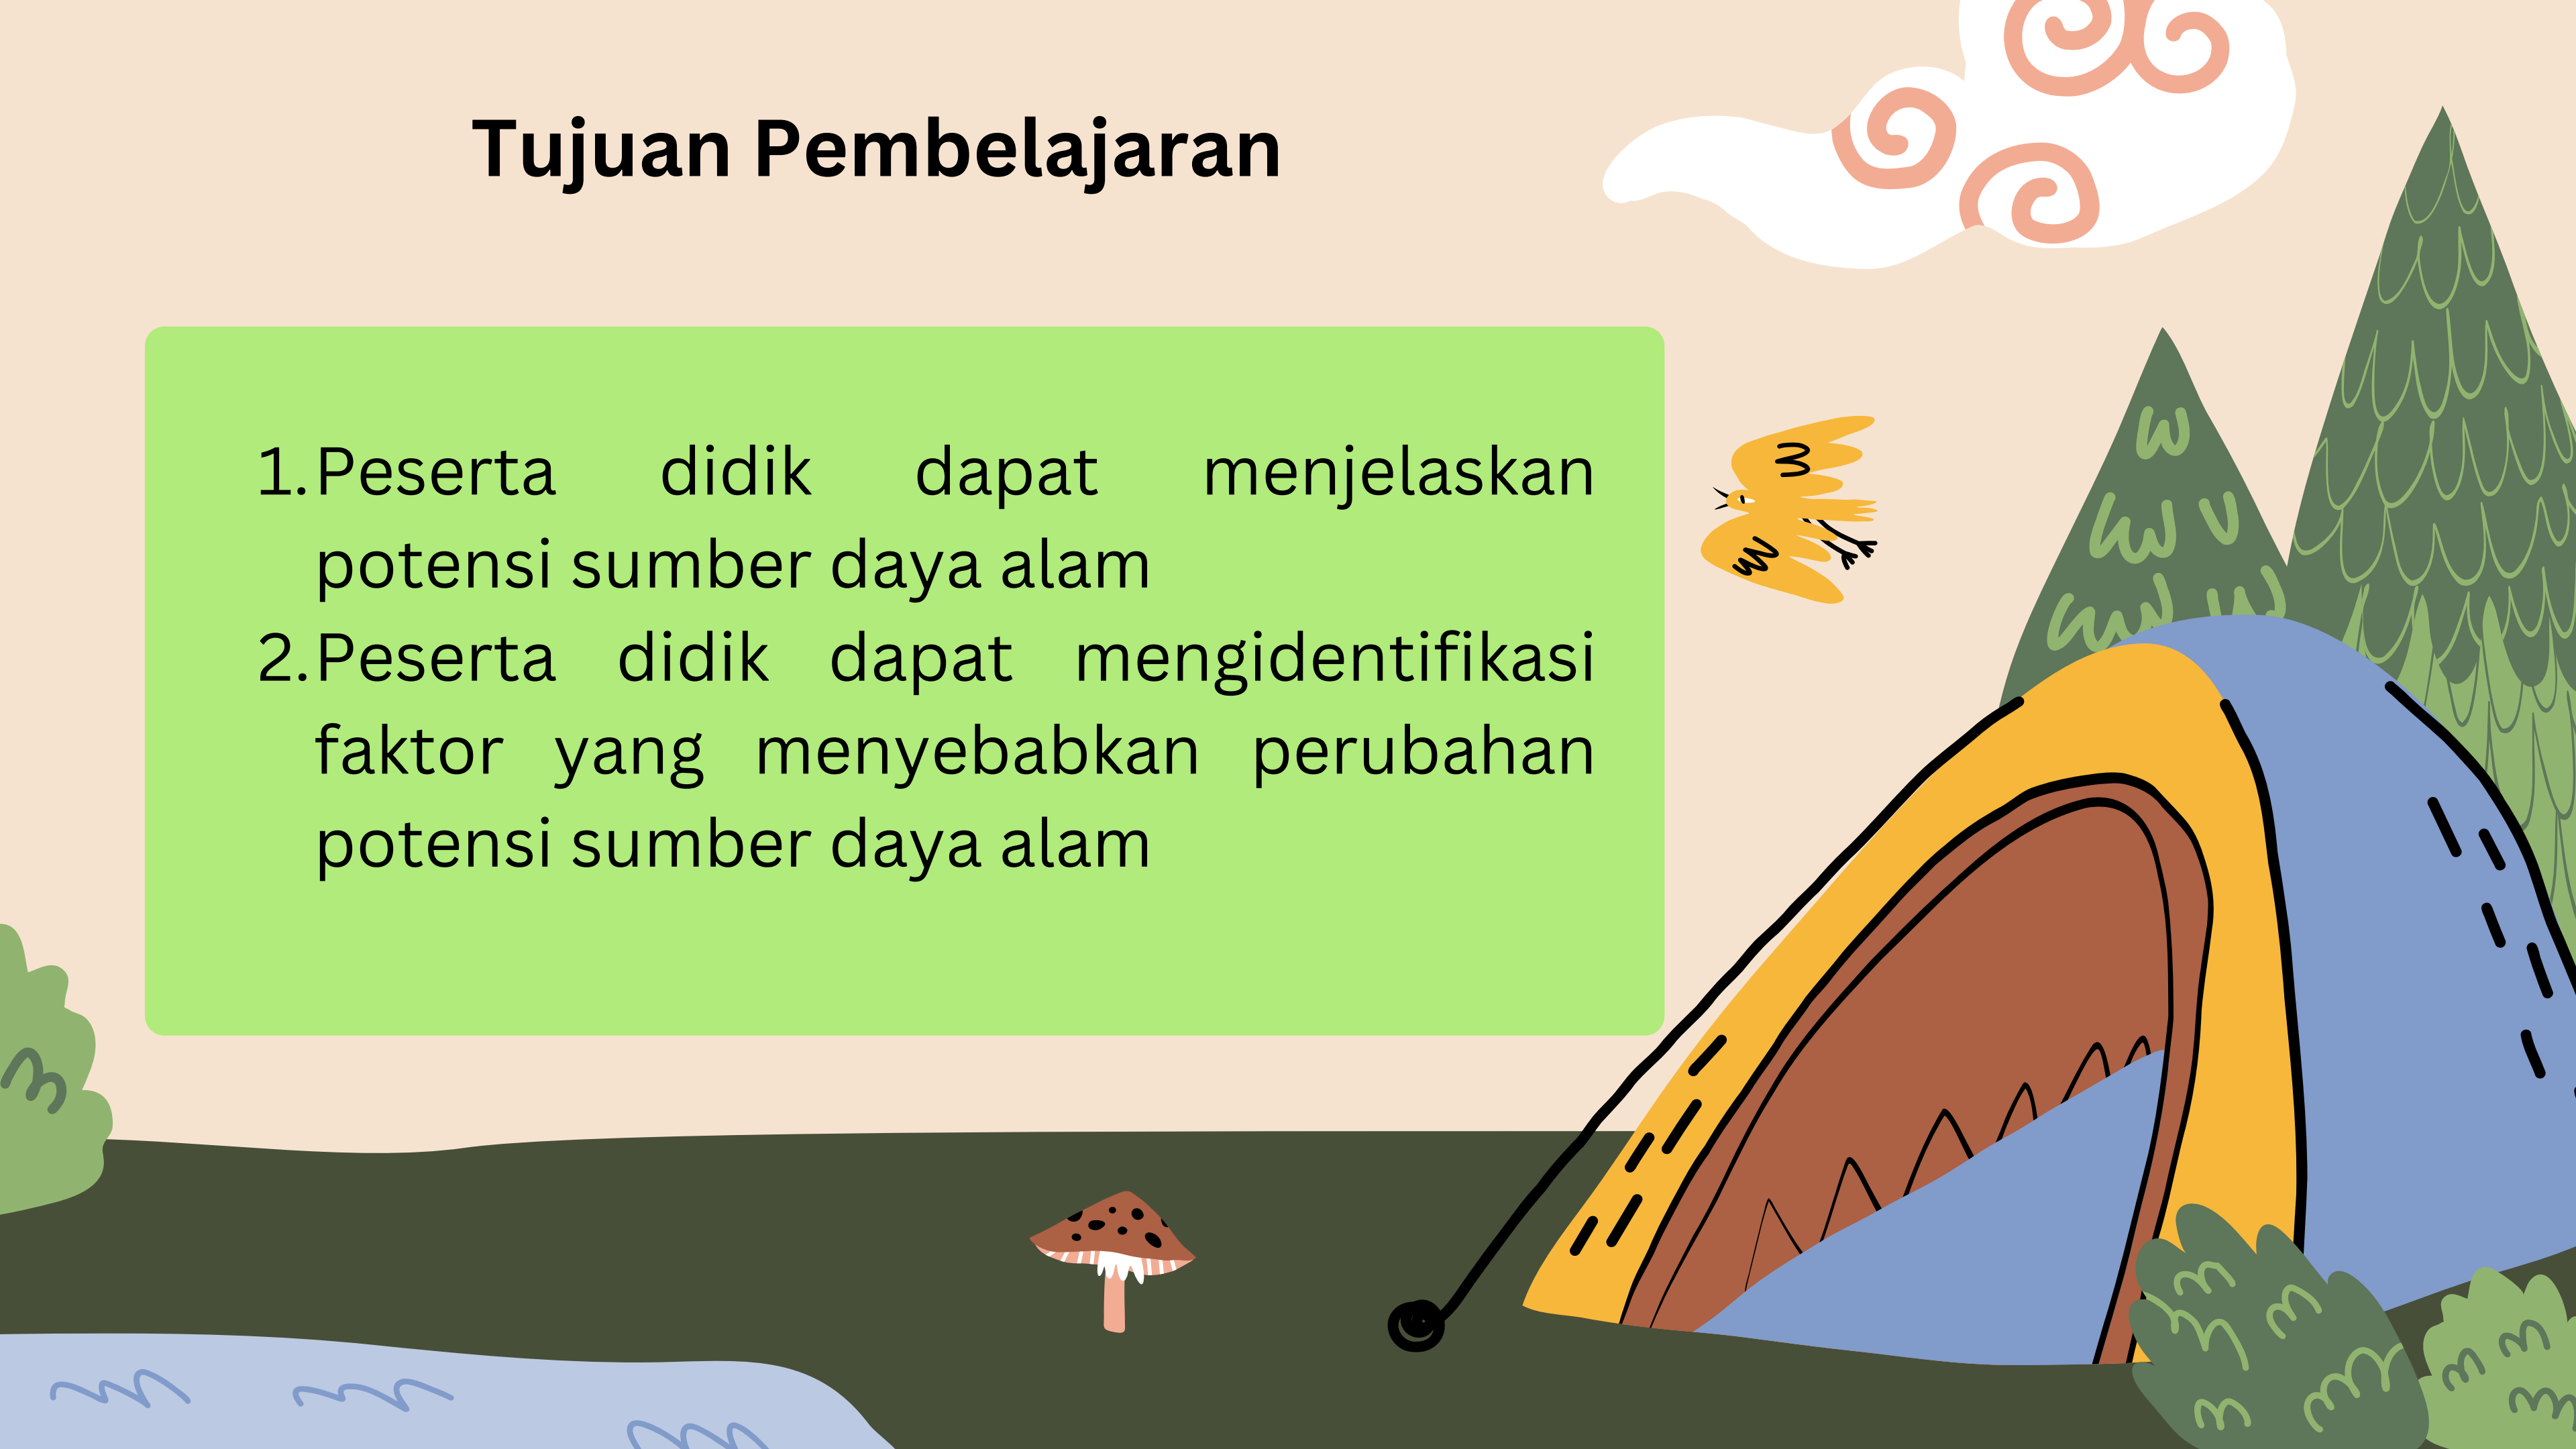 Tujuan Pembelajaran
1. Peserta didik dapat menjelaskan
potensi sumber daya alam
2. Peserta didik dapat mengidentifikasi
faktor yang menyebabkan perubahan
potensi sumber daya alam